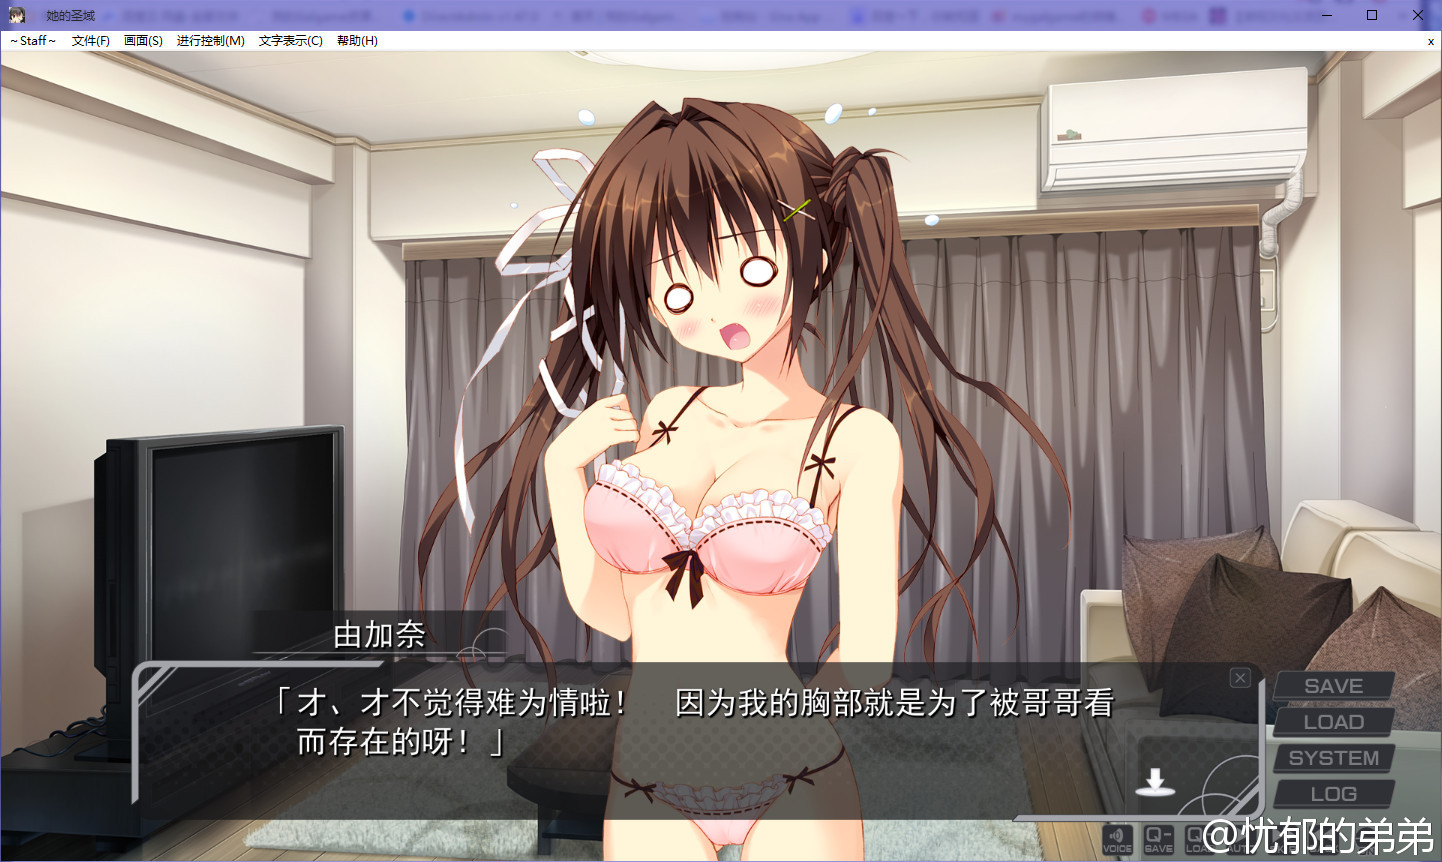 她的圣域
~Staff~ 文件(F) 画面(S) 进行控制(M) 文字表示(C) 帮助(H) x
由加奈
「才、才不觉得难为情啦！ 因为我的胸部就是为了被哥哥看
而存在的呀！」
SAVE
LOAD
SYSTEM
LOG
VOICE
Q-SAVE
@忧郁的弟弟